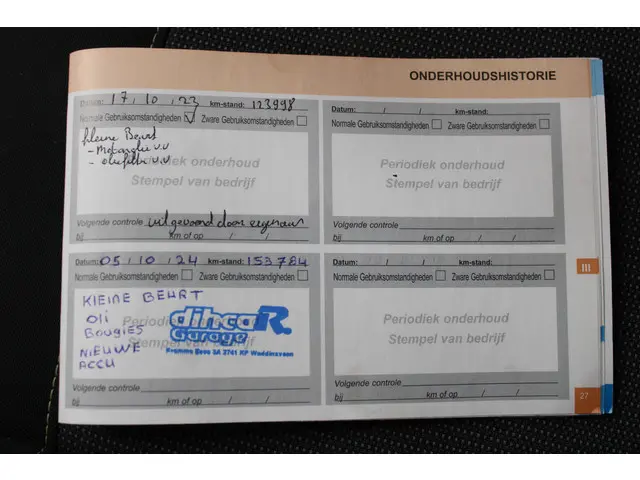 ONDERHOUDSHISTORIE
Datum: 17 / 10 / 23 km-stand: 123998
Normale Gebruiksomstandigheden Zware Gebruiksomstandigheden
Kleine Beurt
- Motorolie V.V
- oliefilter V.V
Periodiek onderhoud
Stempel van bedrijf
Volgende controle uitgevoerd door eigenaar
bij km of op / /
Datum: / / km-stand:
Normale Gebruiksomstandigheden Zware Gebruiksomstandigheden
Periodiek onderhoud
Stempel van bedrijf
Volgende controle
bij km of op / /
Datum: 05 / 10 / 24 km-stand: 153784
Normale Gebruiksomstandigheden Zware Gebruiksomstandigheden
KLEINE BEURT
Oli
BOUGIES
NIEUWE
ACCU
Periodiek onderhoud
Stempel van bedrijf
dihcaR.
Garage
2741 KP Waddinxveen
Volgende controle
bij km of op / /
Datum: / / km-stand:
Normale Gebruiksomstandigheden Zware Gebruiksomstandigheden
Periodiek onderhoud
Stempel van bedrijf
Volgende controle
bij km of op / /
III
27